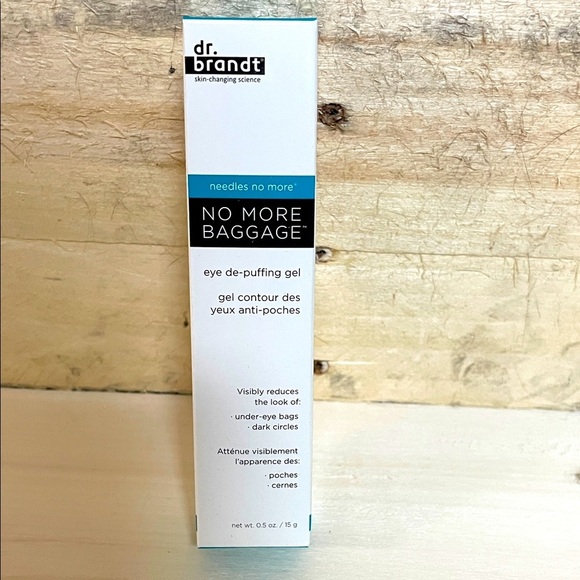 dr.
brandt®
skin-changing science
needles no more®
NO MORE
BAGGAGE™
eye de-puffing gel
gel contour des
yeux anti-poches
Visibly reduces
the look of:
· under-eye bags
· dark circles
Atténue visiblement
l'apparence des:
· poches
· cernes
net wt. 0.5 oz. / 15 g